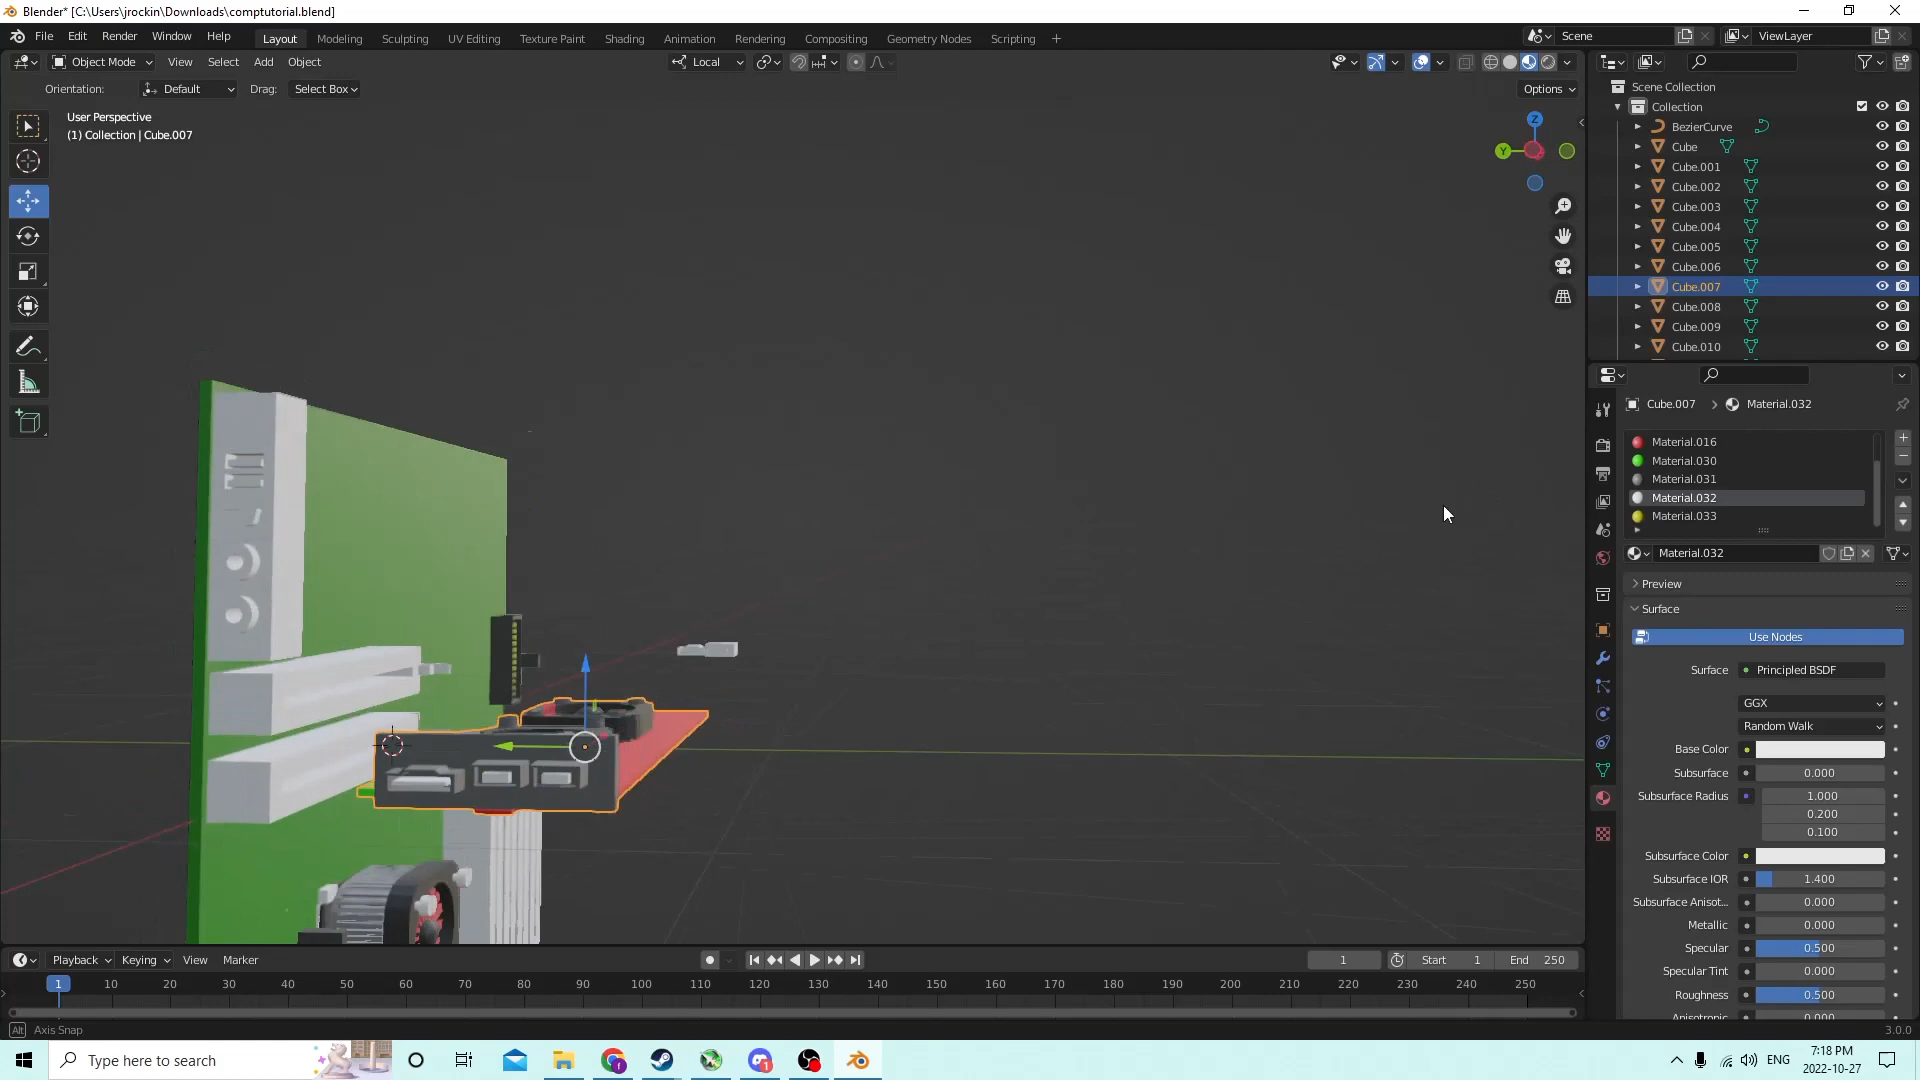 Blender* [C:\Users\jrockin\Downloads\comptutorial.blend]
File Edit Render Window Help
Layout Modeling Sculpting UV Editing Texture Paint Shading Animation Rendering Compositing Geometry Nodes Scripting +
Scene
ViewLayer
Object Mode View Select Add Object
Local
Orientation: Default Drag: Select Box
Options
User Perspective
(1) Collection | Cube.007
Z
Y
Scene Collection
Collection
BezierCurve
Cube
Cube.001
Cube.002
Cube.003
Cube.004
Cube.005
Cube.006
Cube.007
Cube.008
Cube.009
Cube.010
Cube.007 > Material.032
Material.016
Material.030
Material.031
Material.032
Material.033
Material.032
Preview
Surface
Use Nodes
Surface Principled BSDF
GGX
Random Walk
Base Color
Subsurface 0.000
Subsurface Radius 1.000
0.200
0.100
Subsurface Color
Subsurface IOR 1.400
Subsurface Anisot... 0.000
Metallic 0.000
Specular 0.500
Specular Tint 0.000
Roughness 0.500
Anisotropic 0.000
Playback Keying View Marker
1 Start 1 End 250
1 10 20 30 40 50 60 70 80 90 100 110 120 130 140 150 160 170 180 190 200 210 220 230 240 250
Alt Axis Snap
3.0.0
Type here to search
f
1
ENG
7:18 PM
2022-10-27